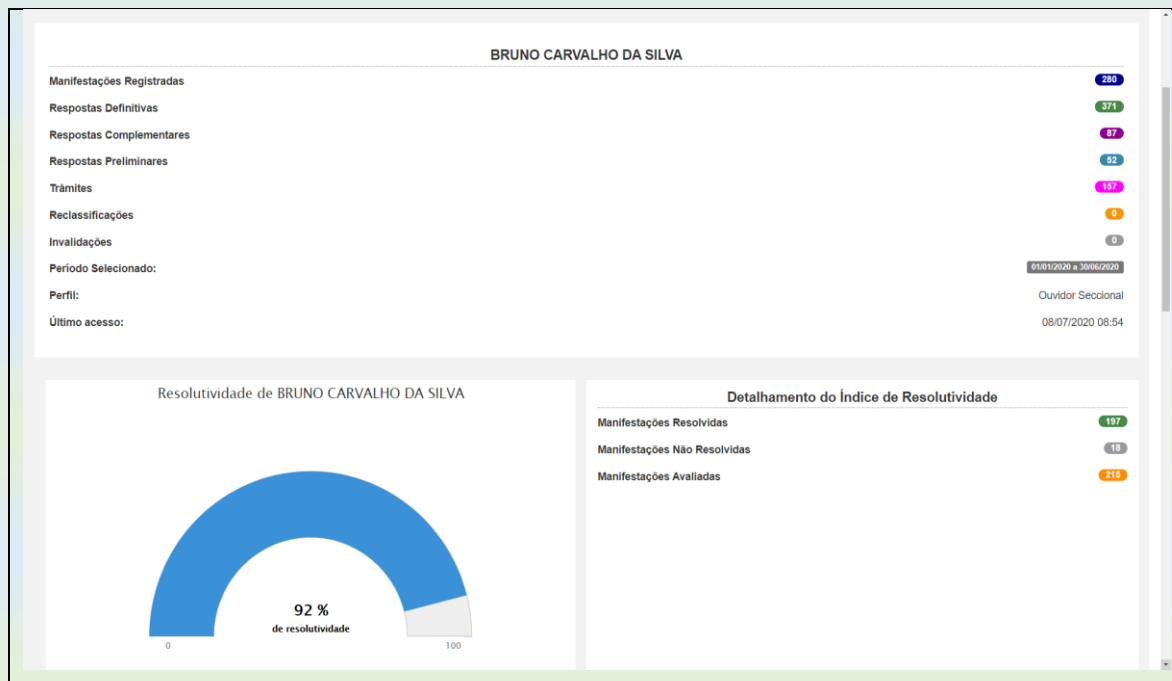 BRUNO CARVALHO DA SILVA
Manifestações Registradas 280
Respostas Definitivas 371
Respostas Complementares 87
Respostas Preliminares 52
Trâmites 157
Reclassificações 0
Invalidações 0
Período Selecionado: 01/01/2020 a 30/06/2020
Perfil: Ouvidor Seccional
Último acesso: 08/07/2020 08:54
Resolutividade de BRUNO CARVALHO DA SILVA
92 %
de resolutividade
0 100
Detalhamento do Índice de Resolutividade
Manifestações Resolvidas 197
Manifestações Não Resolvidas 18
Manifestações Avaliadas 215